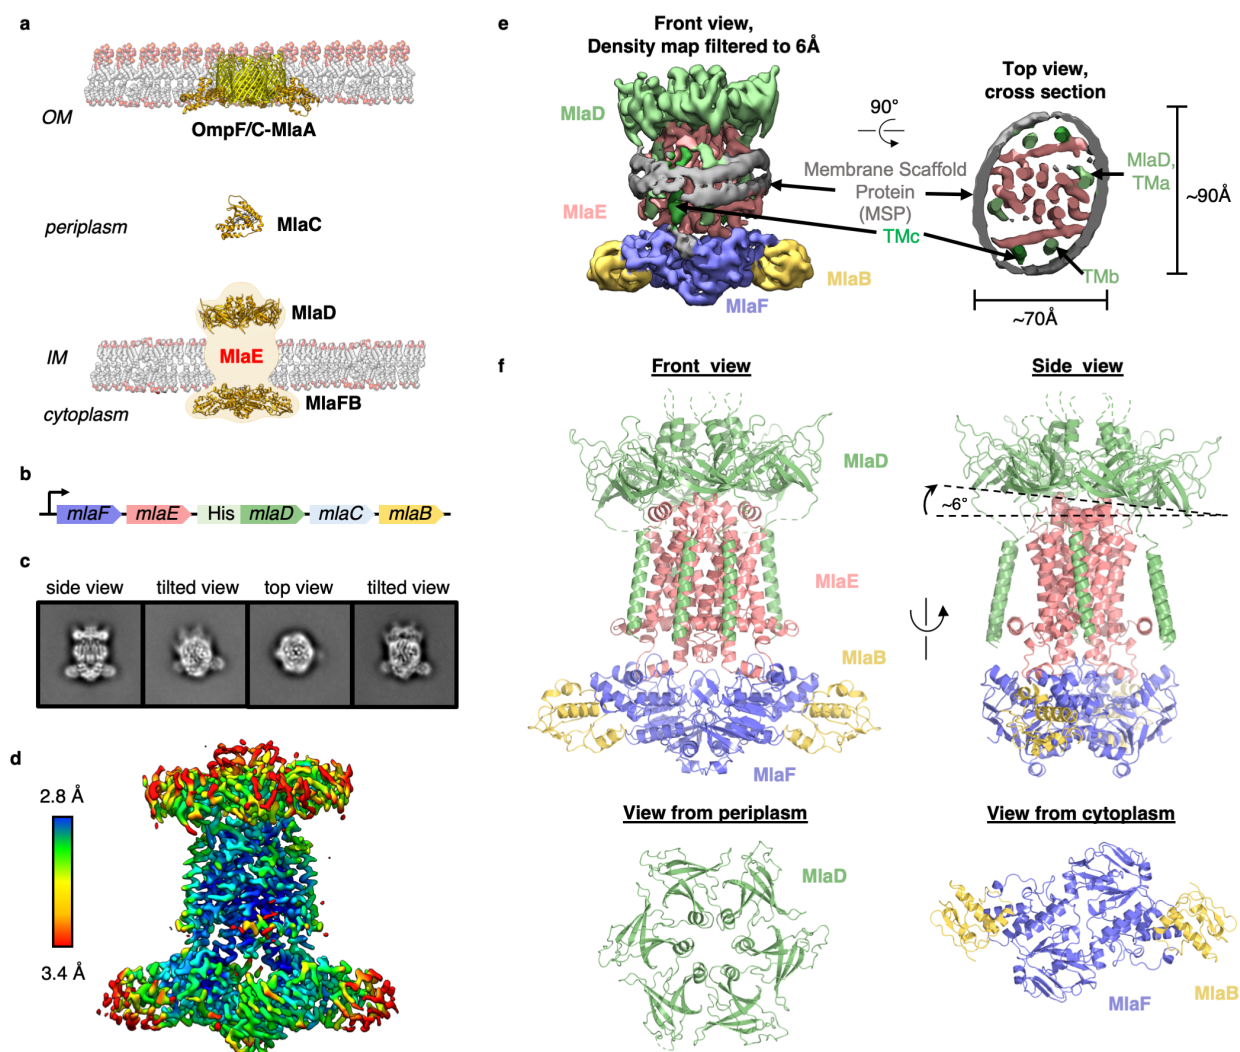 a
OM
OmpF/C-MlaA
periplasm
MlaC
MlaD
IM
MlaE
MlaFB
cytoplasm
b
mlaF
mlaE
His
mlaD
mlaC
mlaB
c
side view
tilted view
top view
tilted view
d
2.8 Å
3.4 Å
e
Front view,
Density map filtered to 6Å
MlaD
MlaE
MlaB
MlaF
90°
Membrane Scaffold
Protein
(MSP)
TMc
Top view,
cross section
MlaD,
TMa
~90Å
TMb
~70Å
f
Front view
Side view
MlaD
~6°
MlaE
MlaB
MlaF
View from periplasm
MlaD
View from cytoplasm
MlaF
MlaB